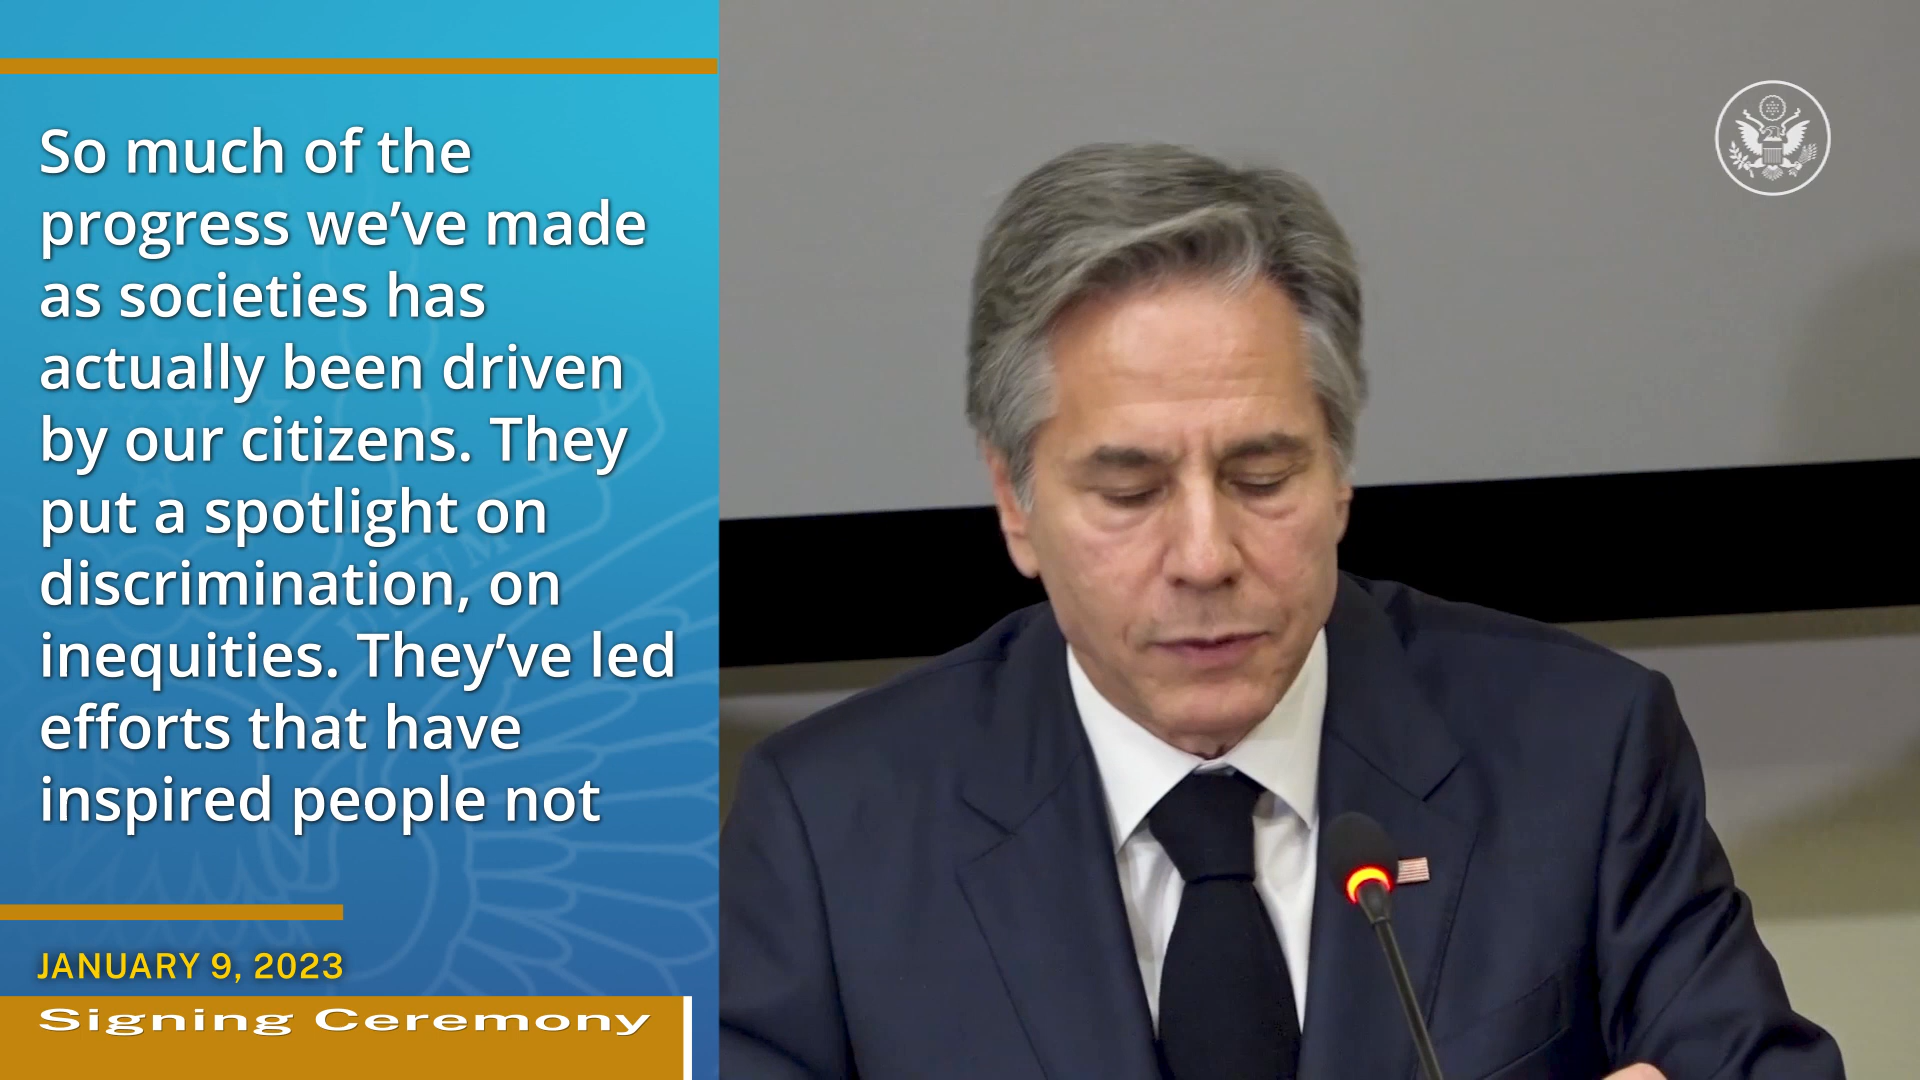 So much of the
progress we’ve made
as societies has
actually been driven
by our citizens. They
put a spotlight on
discrimination, on
inequities. They’ve led
efforts that have
inspired people not
JANUARY 9, 2023
Signing Ceremony